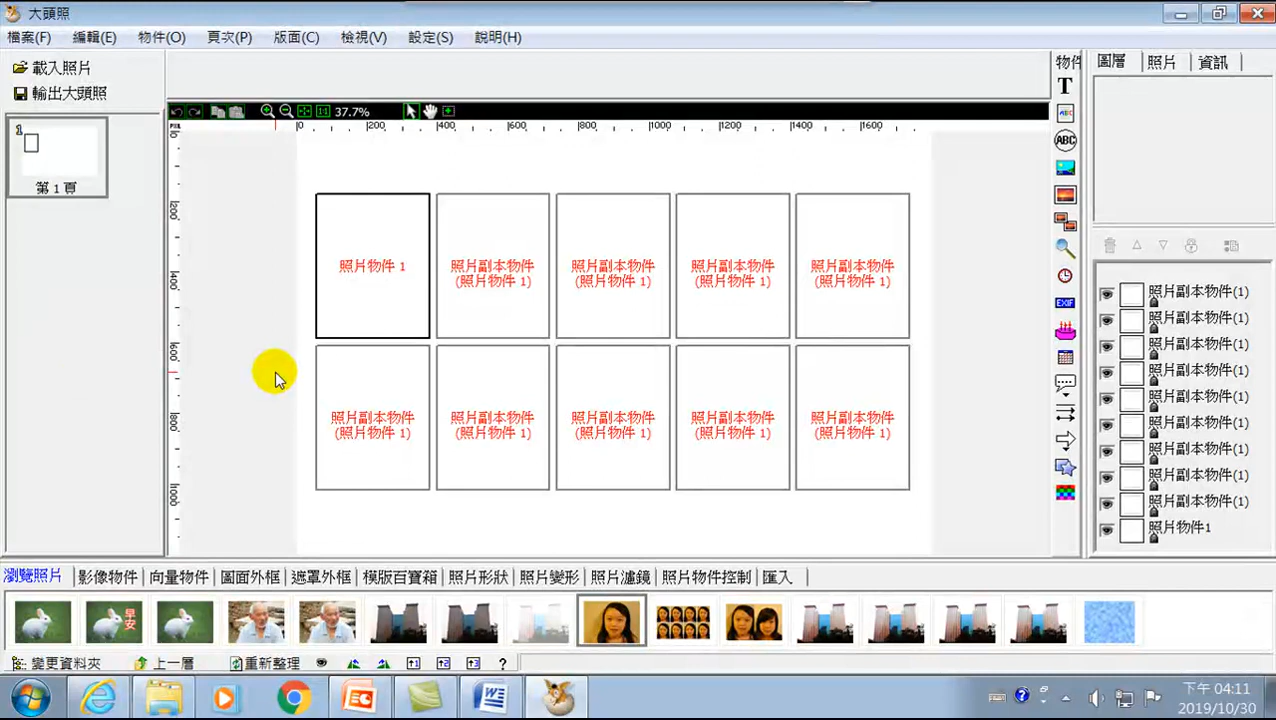 大頭照
檔案(F) 編輯(E) 物件(O) 頁次(P) 版面(C) 檢視(V) 設定(S) 說明(H)
載入照片
輸出大頭照
1
第 1 頁
37.7%
0 200 400 600 800 1000 1200 1400 1600
200
400
600
800
1000
照片物件 1 照片副本物件 照片副本物件 照片副本物件 照片副本物件
(照片物件 1) (照片物件 1) (照片物件 1) (照片物件 1)
照片副本物件 照片副本物件 照片副本物件 照片副本物件 照片副本物件
(照片物件 1) (照片物件 1) (照片物件 1) (照片物件 1) (照片物件 1)
物件
T
ABC
ABC
EXIF
圖層 照片 資訊
照片副本物件(1)
照片副本物件(1)
照片副本物件(1)
照片副本物件(1)
照片副本物件(1)
照片副本物件(1)
照片副本物件(1)
照片副本物件(1)
照片副本物件(1)
照片物件1
瀏覽照片 影像物件 向量物件 圖面外框 遮罩外框 模版百寶箱 照片形狀 照片變形 照片濾鏡 照片物件控制 匯入
早安
變更資料夾 上一層 重新整理 1 2 3 ?
下午 04:11
2019/10/30